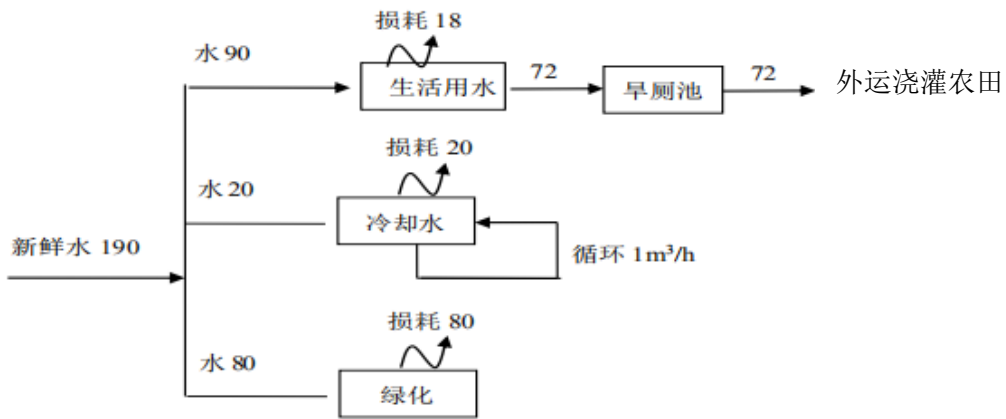 损耗 18
水 90
生活用水
72
旱厕池
72
外运浇灌农田
损耗 20
水 20
冷却水
新鲜水 190
循环 1m³/h
损耗 80
水 80
绿化